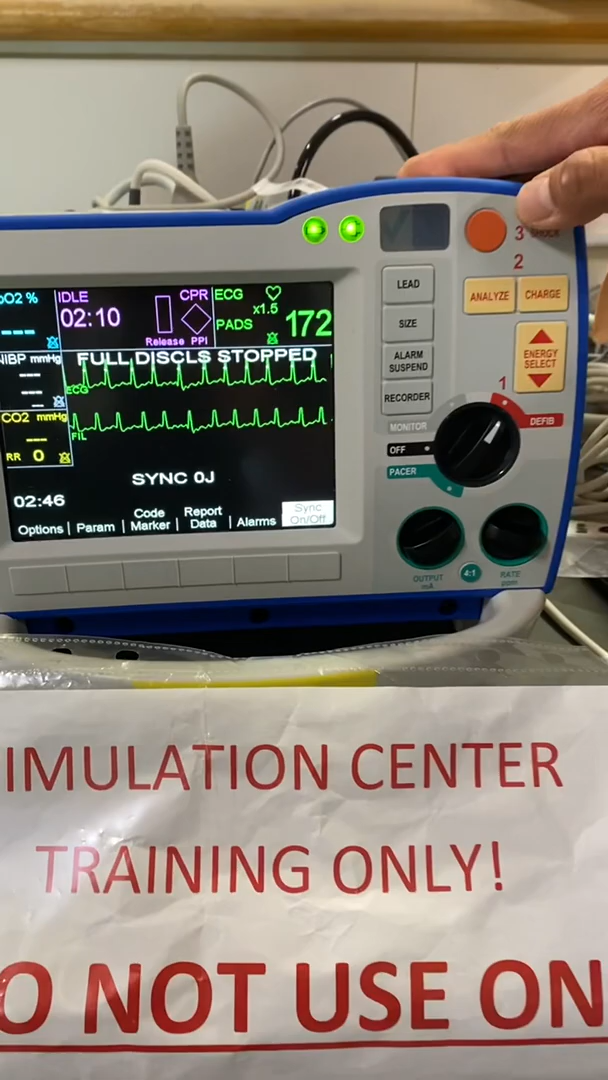 3 SHOCK
2
LEAD
ANALYZE CHARGE
SIZE
ALARM
SUSPEND
ENERGY
SELECT
RECORDER
1
MONITOR
DEFIB
OFF
PACER
OUTPUT
mA
4:1
RATE
ppm
pO2 %
---
IDLE
02:10
CPR
Release PPI
ECG
x1.5
PADS
172
NIBP mmHg
---
---
FULL DISCLS STOPPED
ECG
CO2 mmHg
---
RR 0
FIL
SYNC 0J
02:46
Options Param Code Marker Report Data Alarms Sync On/Off
IMULATION CENTER
TRAINING ONLY!
O NOT USE ON